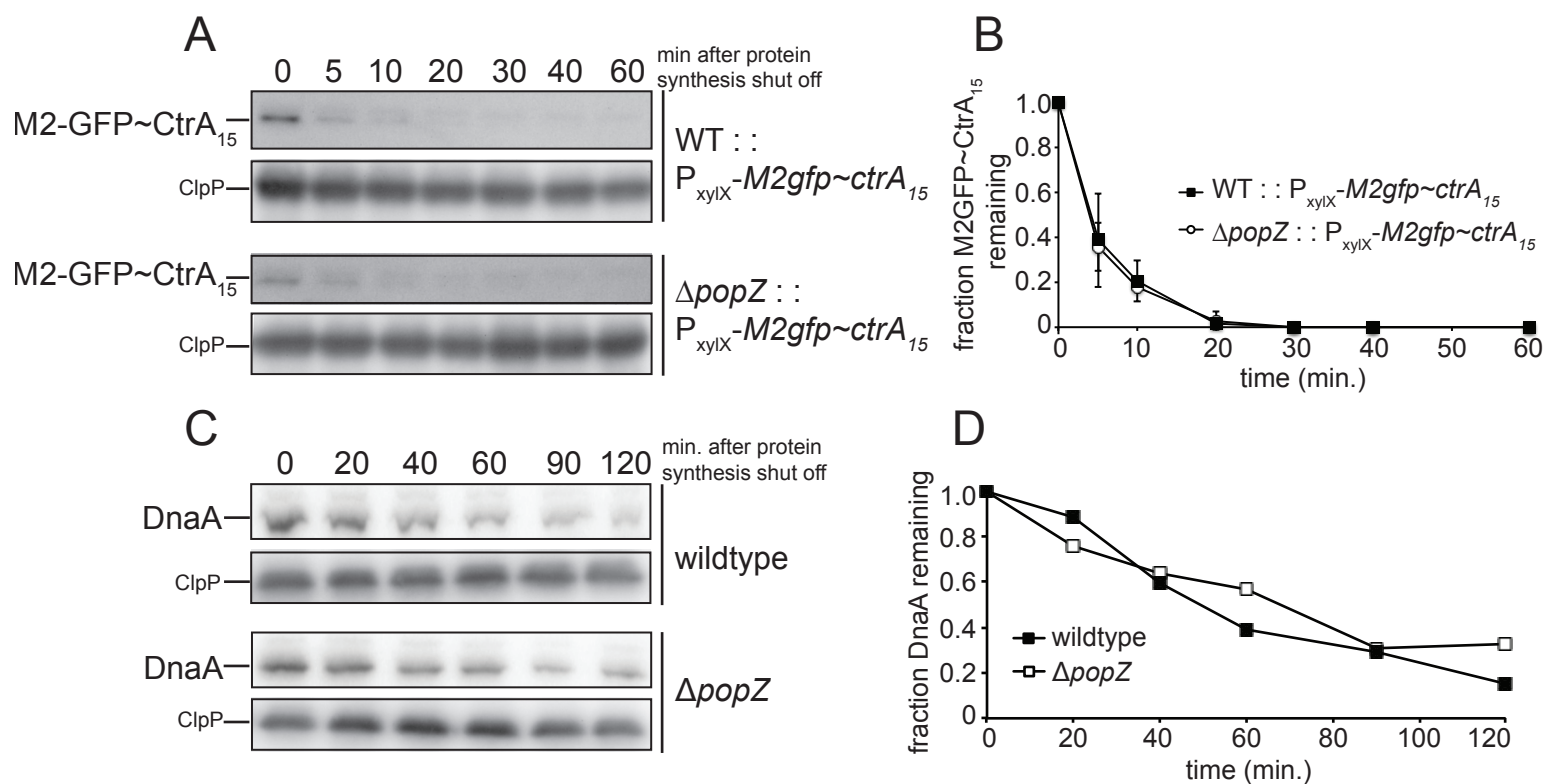 A
0 5 10 20 30 40 60
min after protein
synthesis shut off
M2-GFP~CtrA15
ClpP
WT : :
PxylX-M2gfp~ctrA15
M2-GFP~CtrA15
ClpP
ΔpopZ : :
PxylX-M2gfp~ctrA15
B
fraction M2GFP~CtrA15
remaining
1.0
0.8
0.6
0.4
0.2
0
0 10 20 30 40 50 60
time (min.)
WT : : PxylX-M2gfp~ctrA15
ΔpopZ : : PxylX-M2gfp~ctrA15
C
0 20 40 60 90 120
min. after protein
synthesis shut off
DnaA
ClpP
wildtype
DnaA
ClpP
ΔpopZ
D
fraction DnaA remaining
1.0
0.8
0.6
0.4
0.2
0
0 20 40 60 80 100 120
time (min.)
wildtype
ΔpopZ